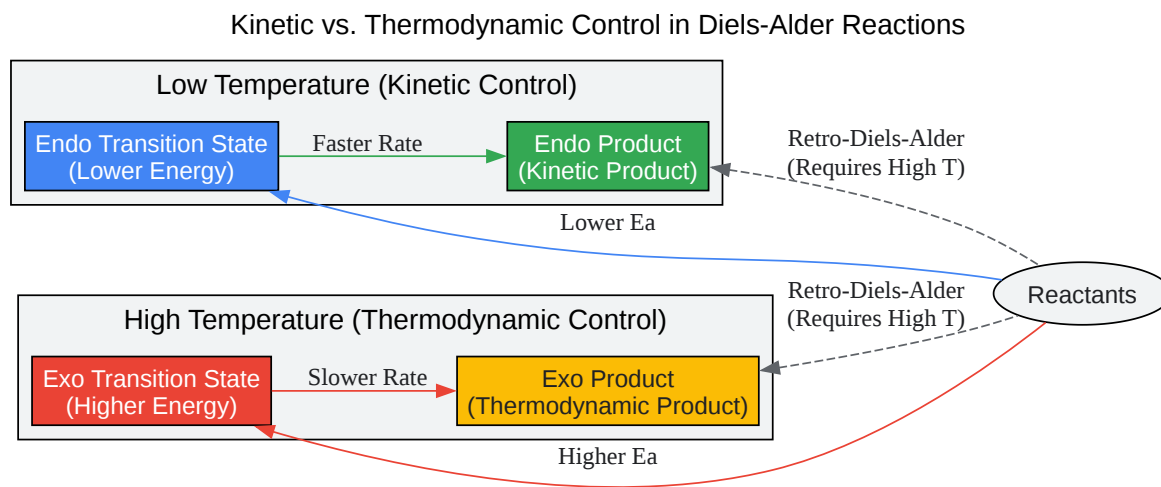 Kinetic vs. Thermodynamic Control in Diels-Alder Reactions
Low Temperature (Kinetic Control)
Endo Transition State
(Lower Energy)
Faster Rate
Endo Product
(Kinetic Product)
Retro-Diels-Alder
(Requires High T)
Lower Ea
Reactants
High Temperature (Thermodynamic Control)
Retro-Diels-Alder
(Requires High T)
Exo Transition State
(Higher Energy)
Slower Rate
Exo Product
(Thermodynamic Product)
Higher Ea